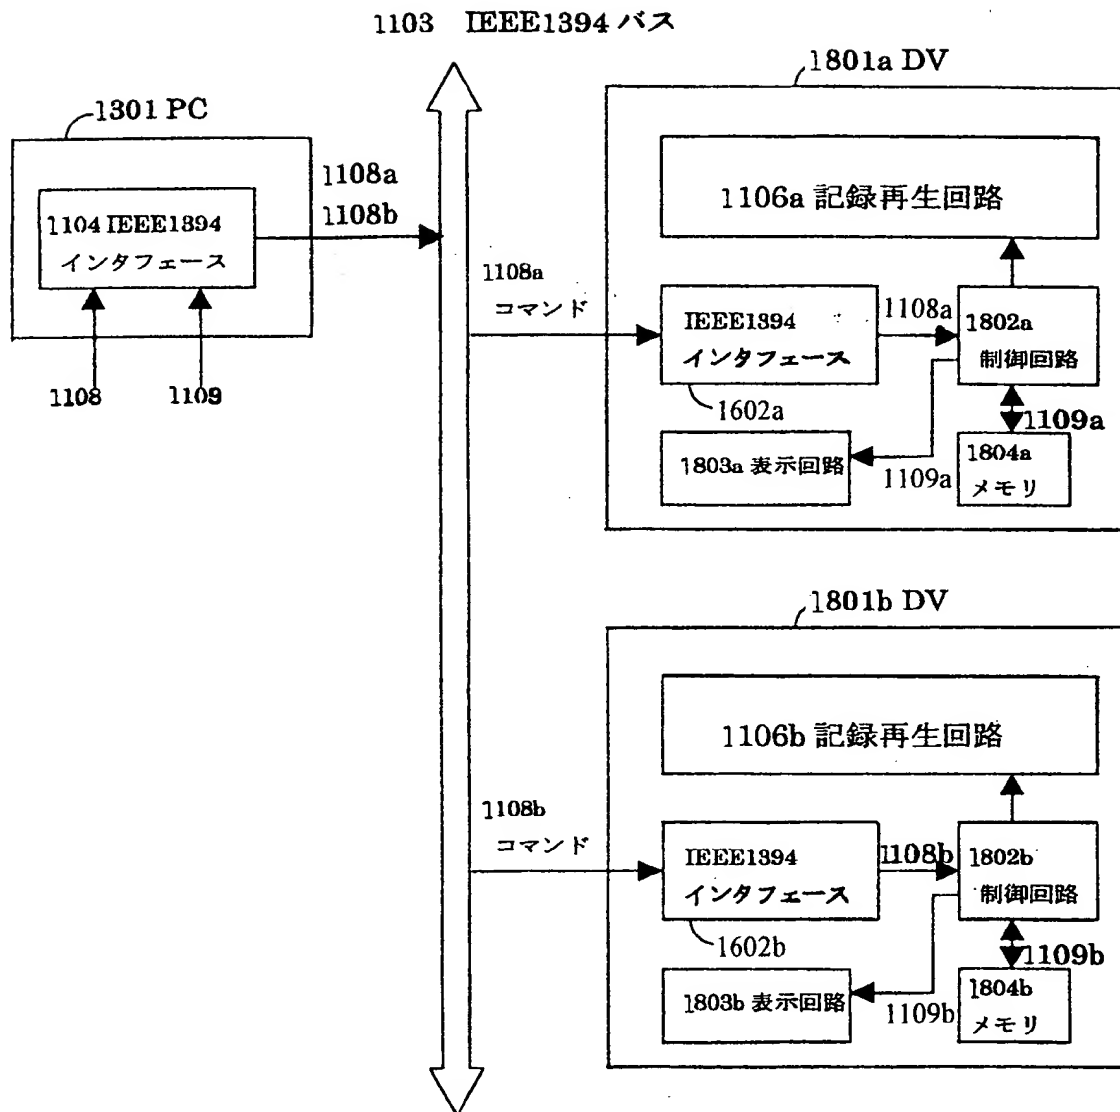 1103 IEEE1394 バス
1301 PC
1104 IEEE1394
インタフェース
1108
1109
1108a
1108b
1801a DV
1106a 記録再生回路
1108a
コマンド
IEEE1394
インタフェース
1108a
1802a
制御回路
1602a
1109a
1803a 表示回路
1109a
1804a
メモリ
1801b DV
1106b 記録再生回路
1108b
コマンド
IEEE1394
インタフェース
1108b
1802b
制御回路
1602b
1109b
1803b 表示回路
1109b
1804b
メモリ